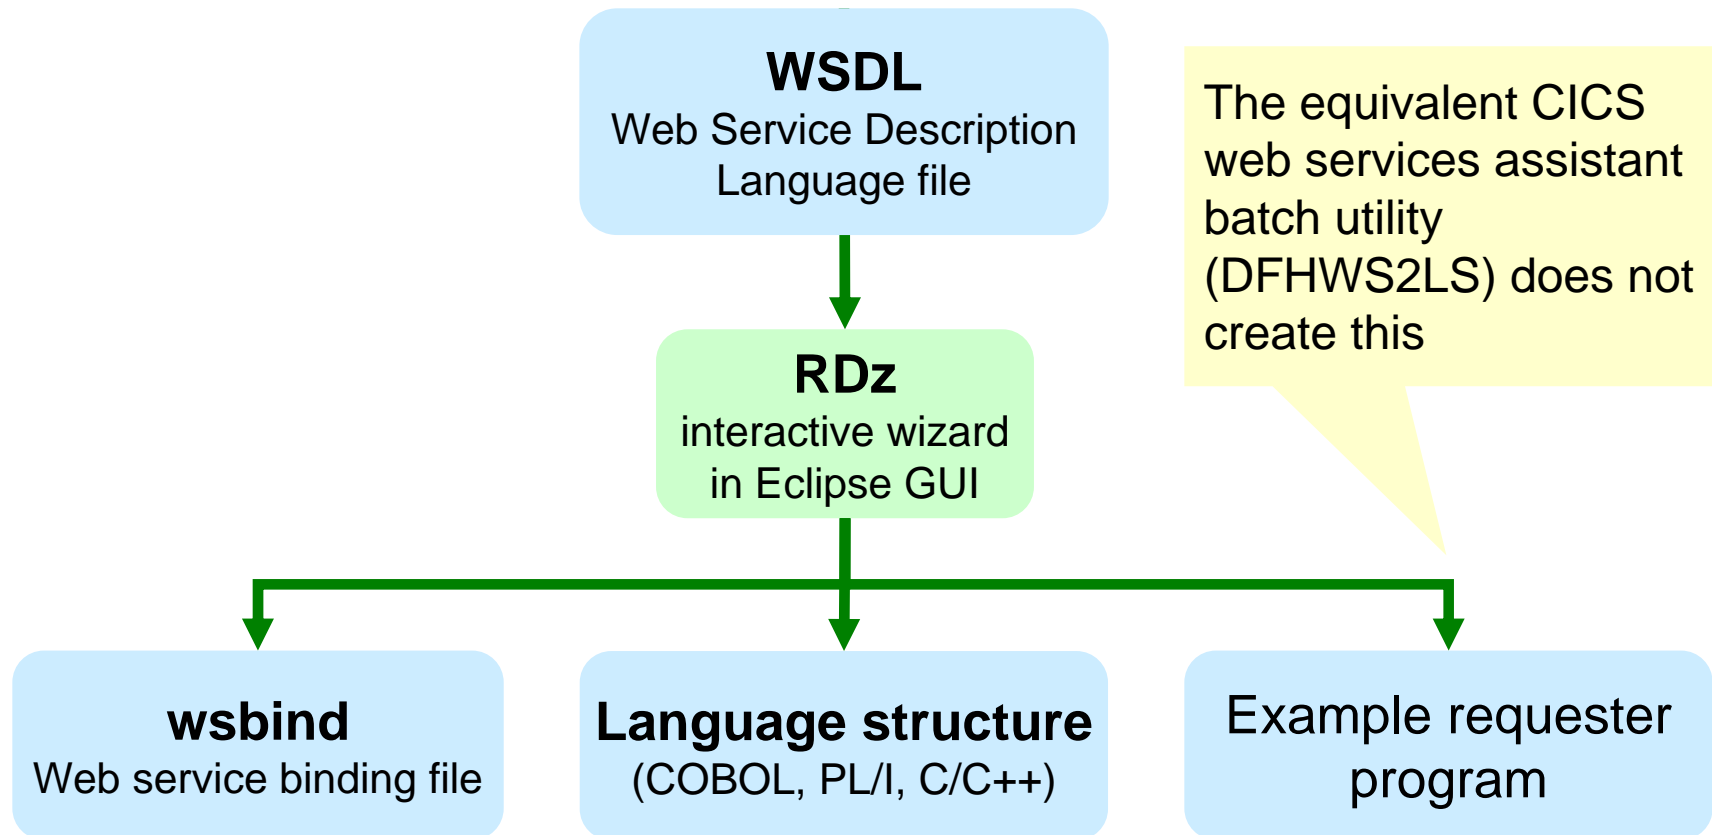 WSDL
Web Service Description
Language file
The equivalent CICS
web services assistant
batch utility
(DFHWS2LS) does not
create this
RDz
interactive wizard
in Eclipse GUI
wsbind
Web service binding file
Language structure
(COBOL, PL/I, C/C++)
Example requester
program